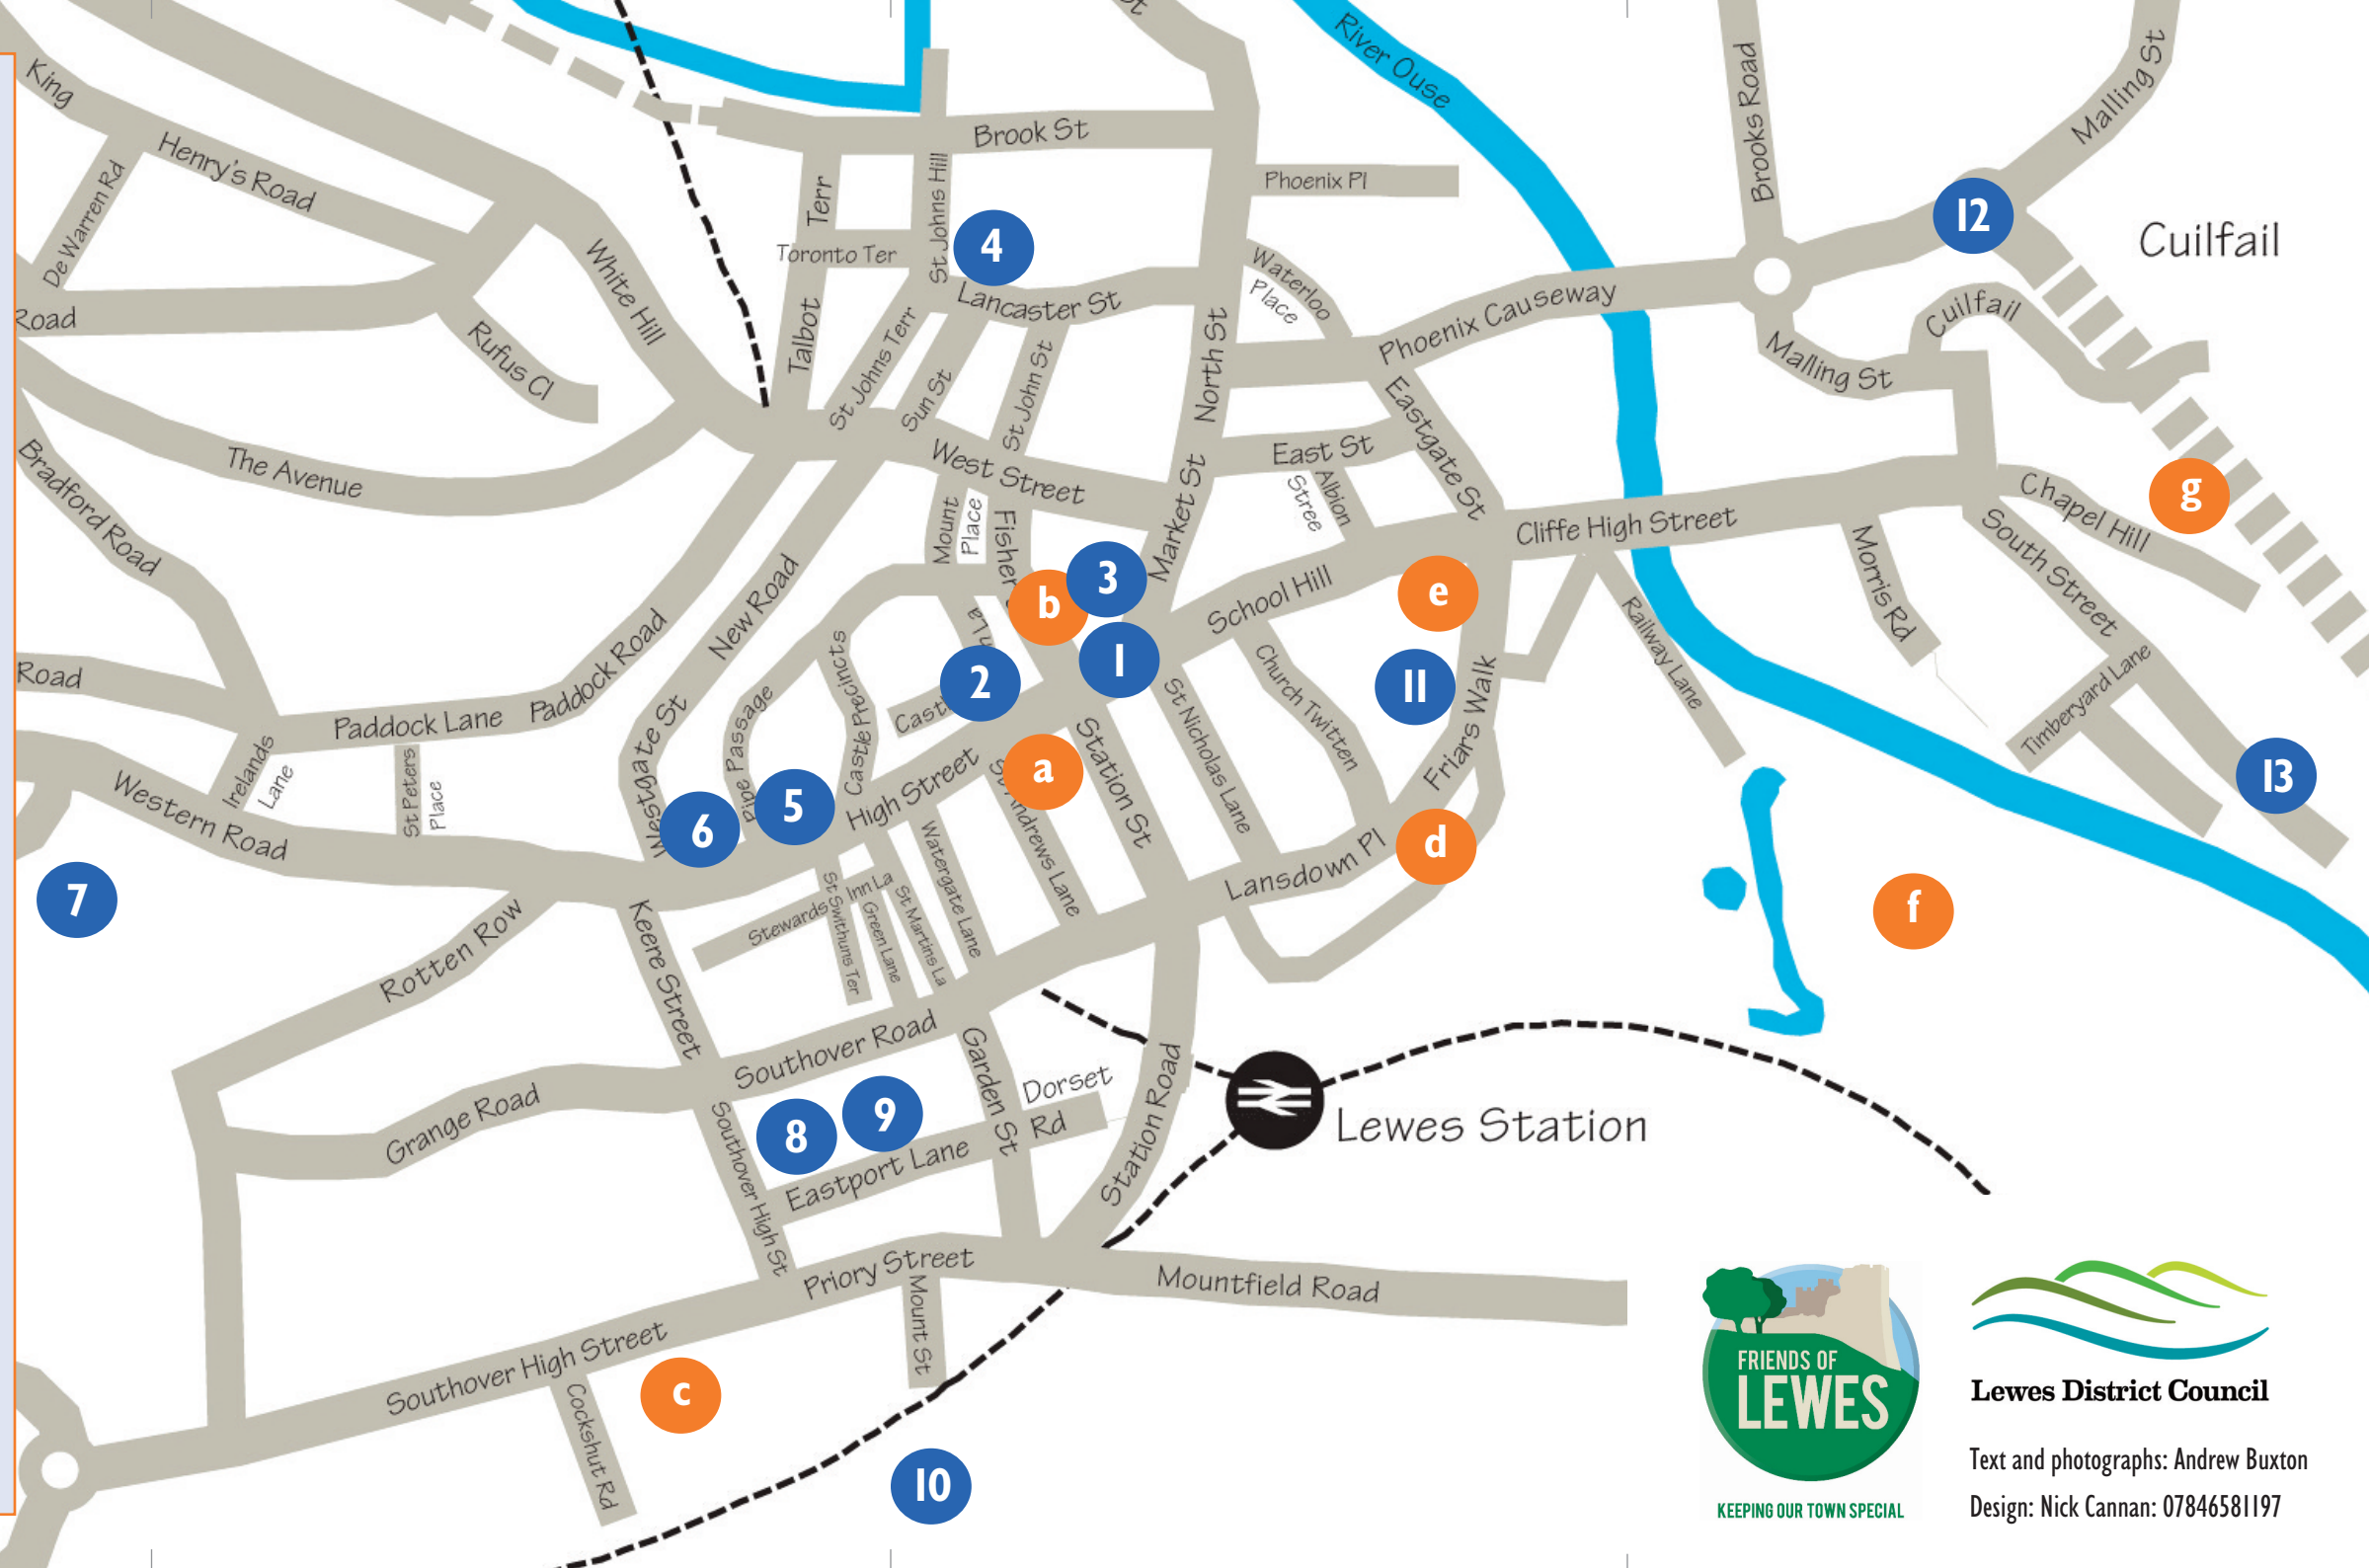 King
Henry's Road
De Warren Rd
Road
White Hill
Rufus Cl
The Avenue
Bradford Road
Road
Paddock Lane
Paddock Road
Irelands
Lane
St Peters
Place
Western Road
7
Rotten Row
Grange Road
Brook St
St Johns Hill
Talbot Terr
Toronto Ter
4
Lancaster St
St Johns Terr
Sun St
St John St
West Street
North St
Market St
Phoenix Pl
Waterloo
Place
River Ouse
Phoenix Causeway
Brooks Road
Malling St
12
Cuilfail
Cuilfail
Malling St
East St
Albion
Stree
Eastgate St
Cliffe High Street
Chapel Hill
g
South Street
Morris Rd
Timberyard Lane
13
Railway Lane
School Hill
e
11
Friars Walk
Church Twitten
St Nicholas Lane
Lansdown Pl
d
f
Mount
Place
Fisher
b
3
1
2
New Road
Westgate St
Pipe Passage
Castle Precincts
5
6
High Street
a
Station St
Watergate Lane
St Martins La
Green Lane
St Swithuns Ter
Stewards Inn La
Keere Street
Southover Road
8
9
Garden St
Dorset
Rd
Eastport Lane
Station Road
Lewes Station
Southover High St
Priory Street
Mount St
Mountfield Road
Southover High Street
Cockshut Rd
c
10
FRIENDS OF
LEWES
KEEPING OUR TOWN SPECIAL
Lewes District Council
Text and photographs: Andrew Buxton
Design: Nick Cannan: 07846581197